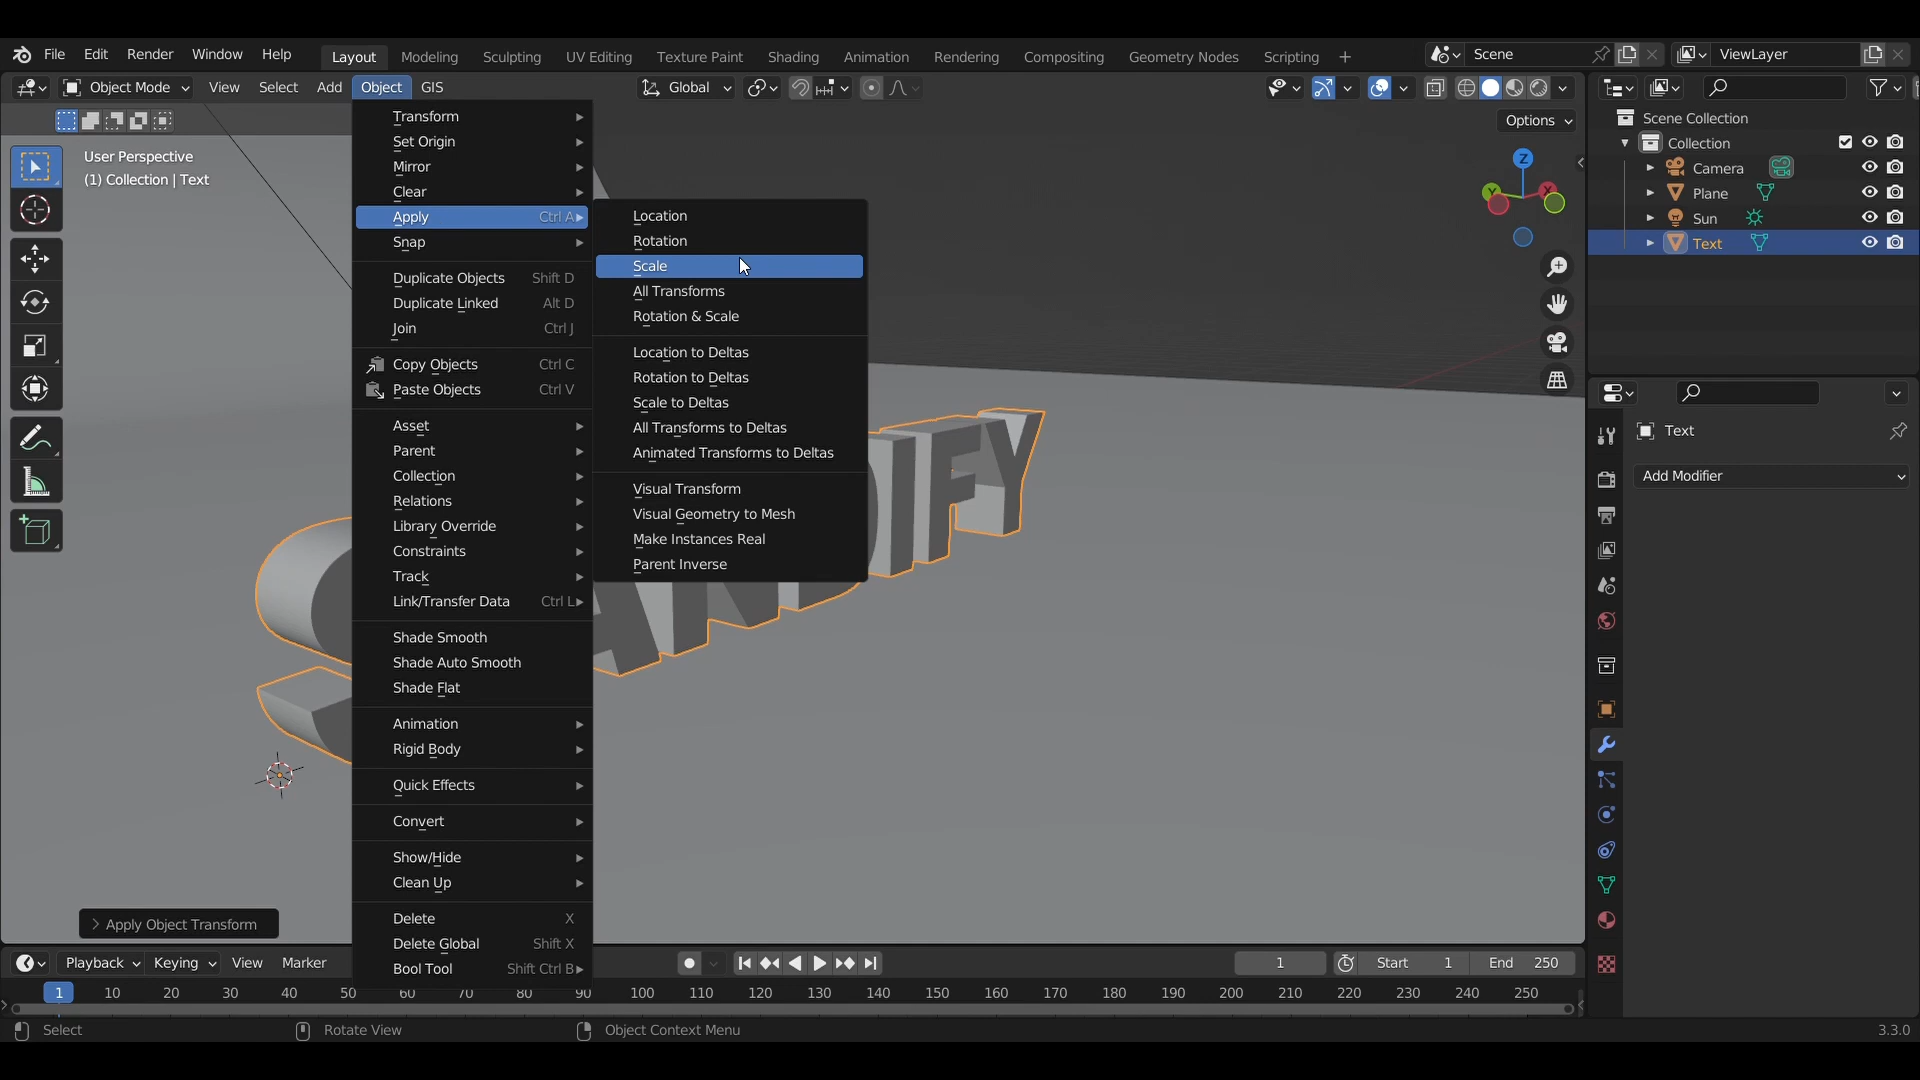 File Edit Render Window Help Layout Modeling Sculpting UV Editing Texture Paint Shading Animation Rendering Compositing Geometry Nodes Scripting + Scene ViewLayer
Object Mode View Select Add Object GIS Global
Options
User Perspective
(1) Collection | Text
Transform
Set Origin
Mirror
Clear
Apply Ctrl A
Snap
Duplicate Objects Shift D
Duplicate Linked Alt D
Join Ctrl J
Copy Objects Ctrl C
Paste Objects Ctrl V
Asset
Parent
Collection
Relations
Library Override
Constraints
Track
Link/Transfer Data Ctrl L
Shade Smooth
Shade Auto Smooth
Shade Flat
Animation
Rigid Body
Quick Effects
Convert
Show/Hide
Clean Up
Delete X
Delete Global Shift X
Bool Tool Shift Ctrl B
Location
Rotation
Scale
All Transforms
Rotation & Scale
Location to Deltas
Rotation to Deltas
Scale to Deltas
All Transforms to Deltas
Animated Transforms to Deltas
Visual Transform
Visual Geometry to Mesh
Make Instances Real
Parent Inverse
IFY
Z
Y
X
Scene Collection
Collection
Camera
Plane
Sun
Text
Text
Add Modifier
Apply Object Transform
Playback Keying View Marker 1 Start 1 End 250
1 10 20 30 40 50 60 70 80 90 100 110 120 130 140 150 160 170 180 190 200 210 220 230 240 250
Select Rotate View Object Context Menu 3.3.0